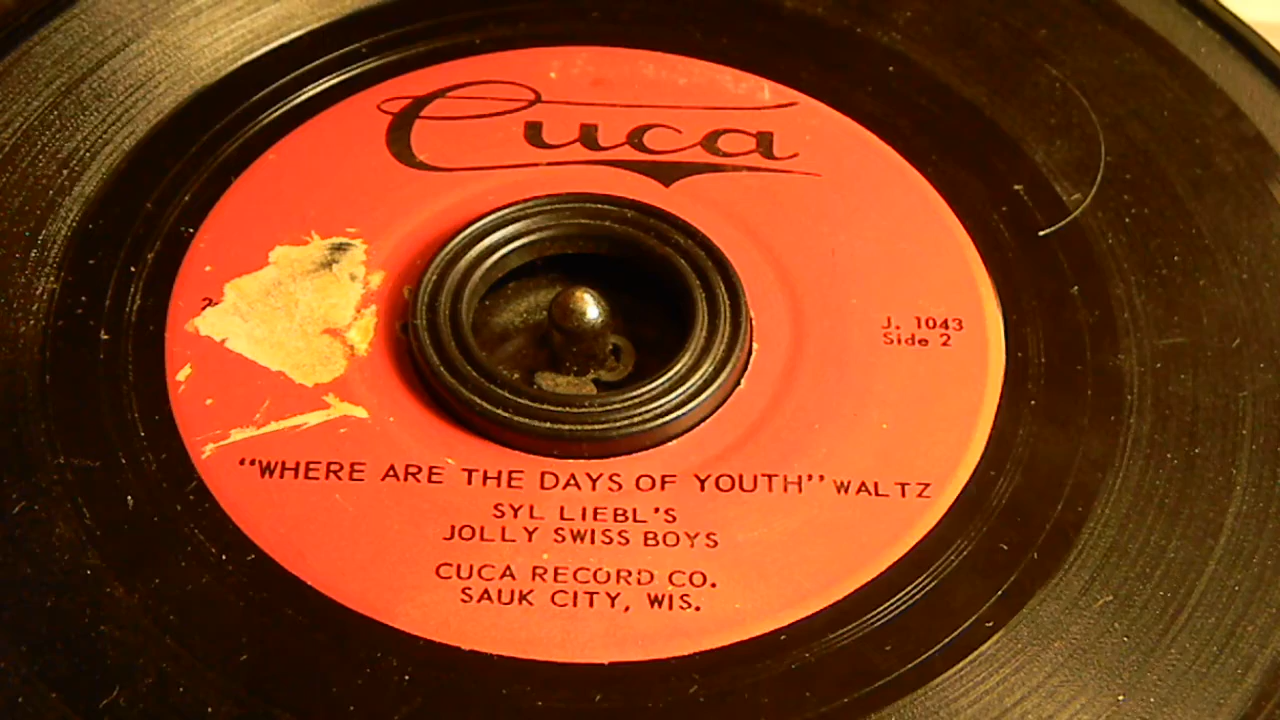 Cuca
J. 1043
Side 2
"WHERE ARE THE DAYS OF YOUTH" WALTZ
SYL LIEBL'S
JOLLY SWISS BOYS
CUCA RECORD CO.
SAUK CITY, WIS.